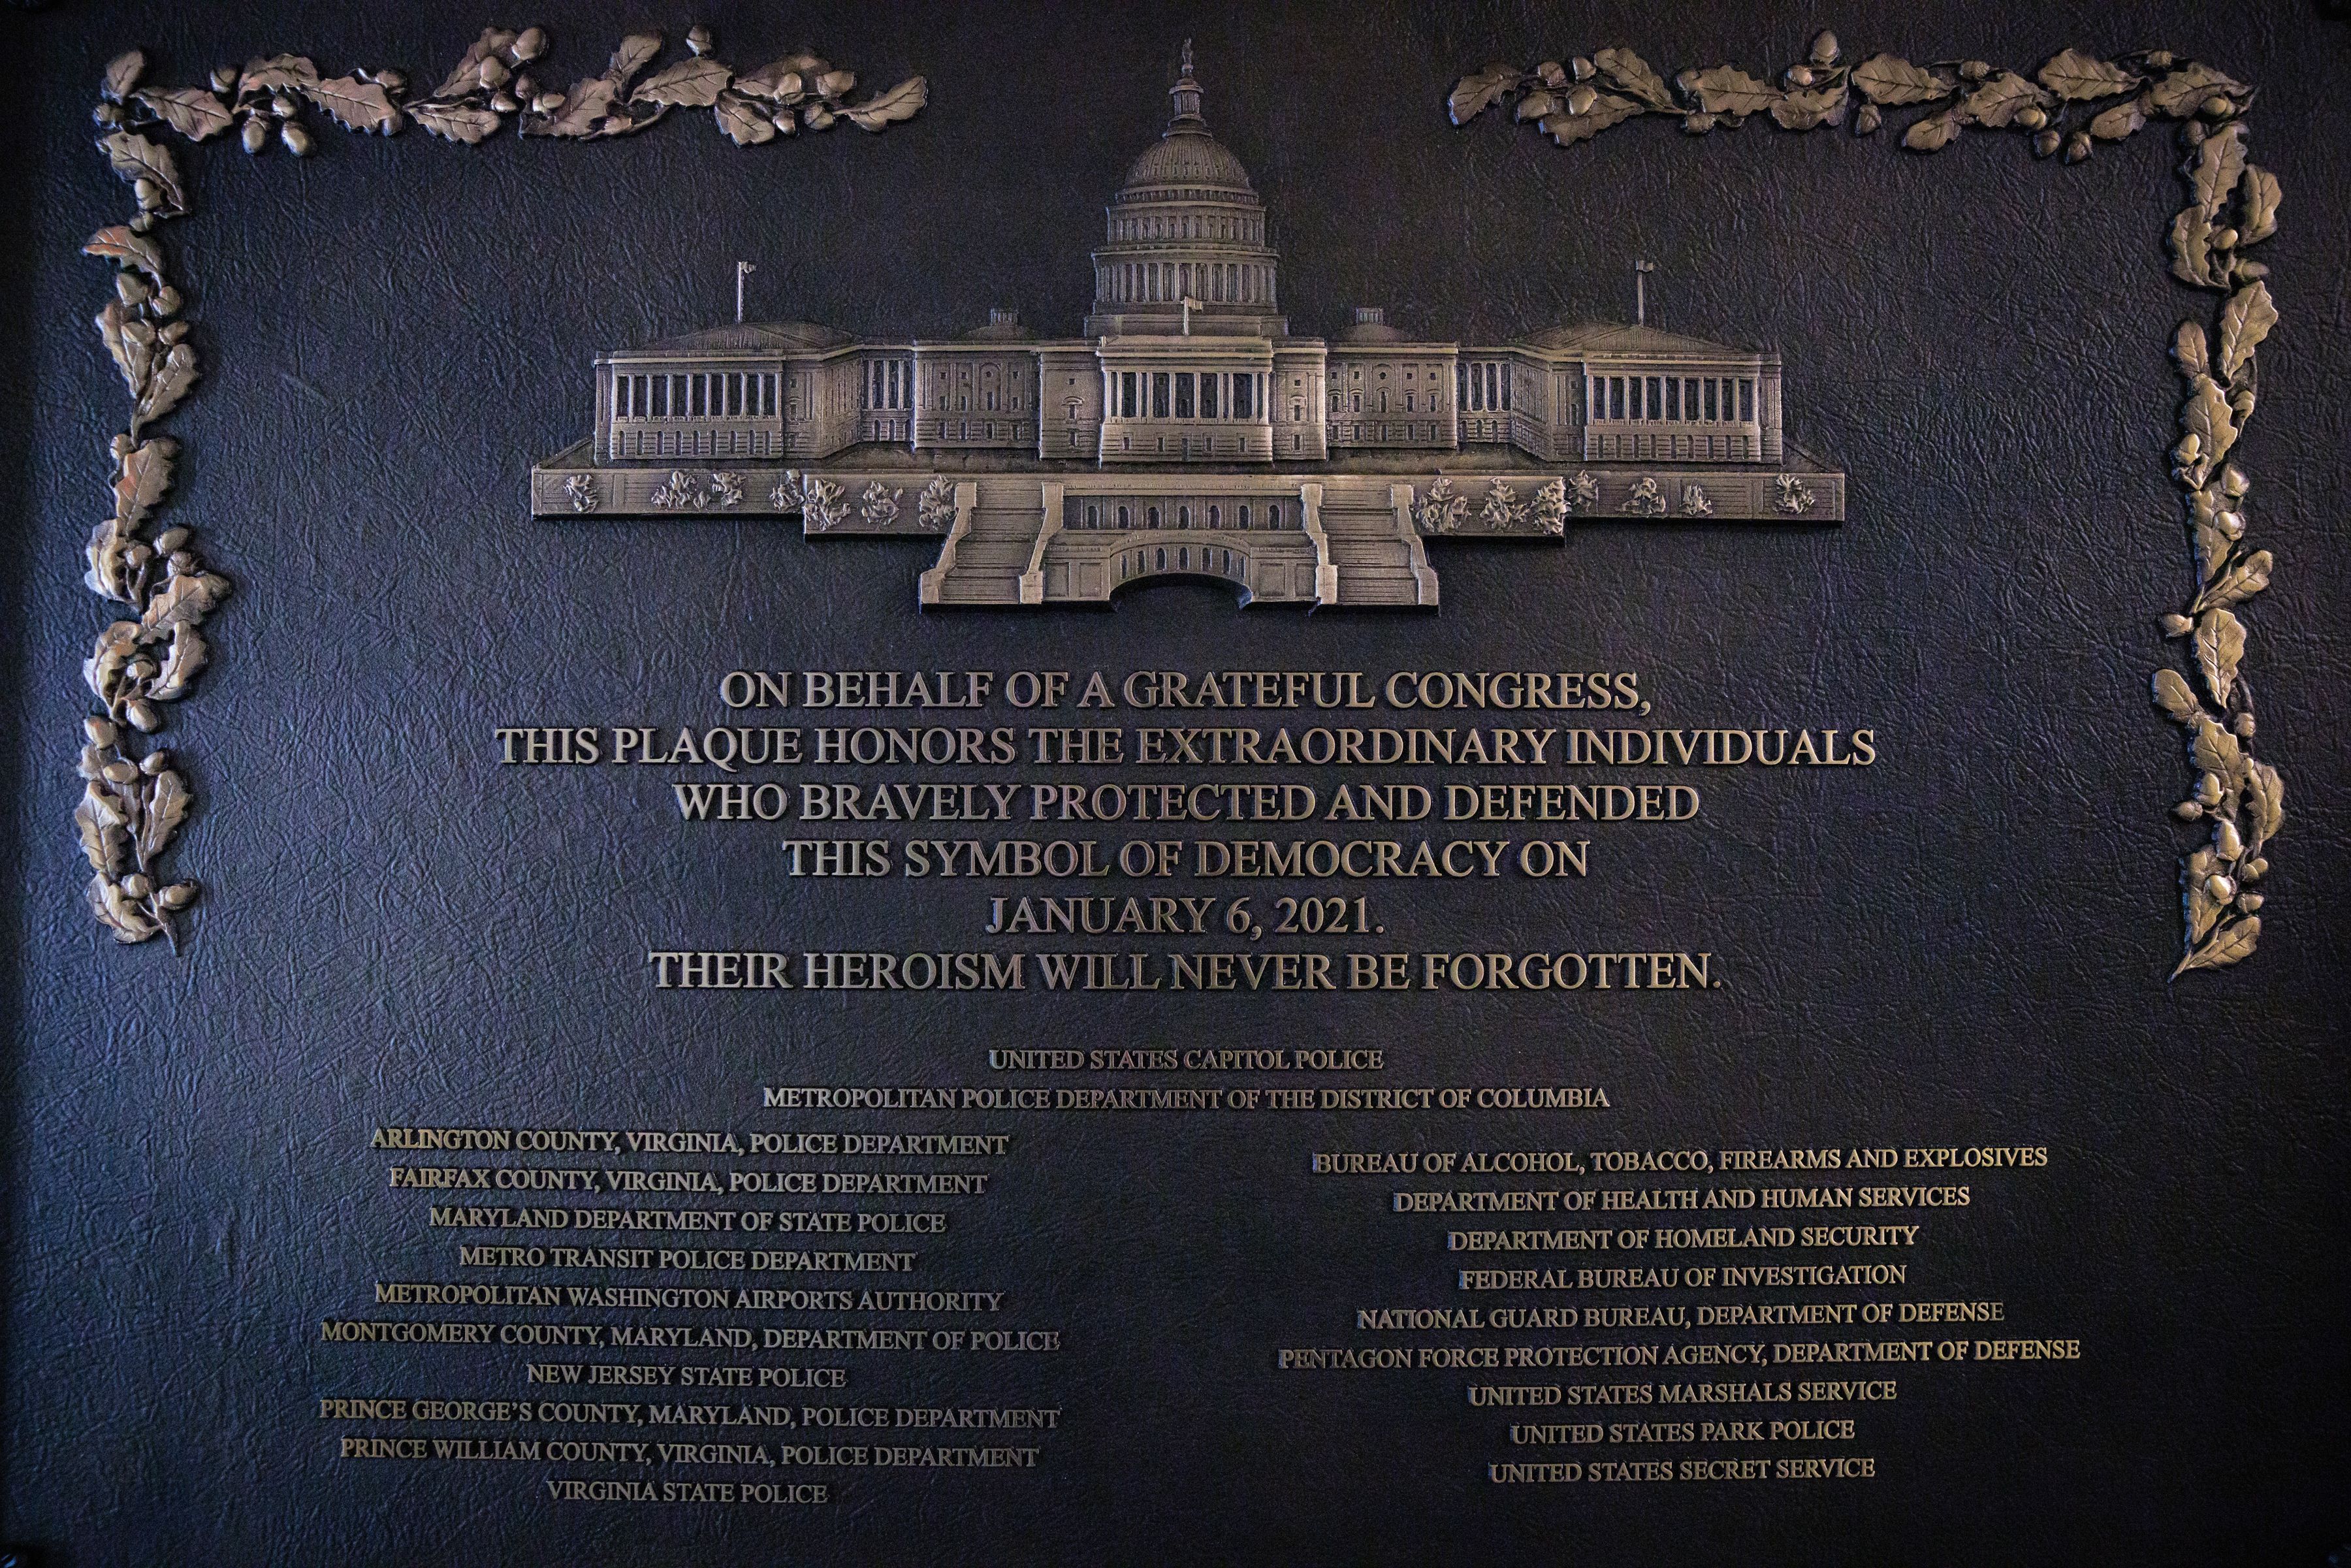 ON BEHALF OF A GRATEFUL CONGRESS,
THIS PLAQUE HONORS THE EXTRAORDINARY INDIVIDUALS
WHO BRAVELY PROTECTED AND DEFENDED
THIS SYMBOL OF DEMOCRACY ON
JANUARY 6, 2021.
THEIR HEROISM WILL NEVER BE FORGOTTEN.
UNITED STATES CAPITOL POLICE
METROPOLITAN POLICE DEPARTMENT OF THE DISTRICT OF COLUMBIA
ARLINGTON COUNTY, VIRGINIA, POLICE DEPARTMENT
FAIRFAX COUNTY, VIRGINIA, POLICE DEPARTMENT
MARYLAND DEPARTMENT OF STATE POLICE
METRO TRANSIT POLICE DEPARTMENT
METROPOLITAN WASHINGTON AIRPORTS AUTHORITY
MONTGOMERY COUNTY, MARYLAND, DEPARTMENT OF POLICE
NEW JERSEY STATE POLICE
PRINCE GEORGE'S COUNTY, MARYLAND, POLICE DEPARTMENT
PRINCE WILLIAM COUNTY, VIRGINIA, POLICE DEPARTMENT
VIRGINIA STATE POLICE
BUREAU OF ALCOHOL, TOBACCO, FIREARMS AND EXPLOSIVES
DEPARTMENT OF HEALTH AND HUMAN SERVICES
DEPARTMENT OF HOMELAND SECURITY
FEDERAL BUREAU OF INVESTIGATION
NATIONAL GUARD BUREAU, DEPARTMENT OF DEFENSE
PENTAGON FORCE PROTECTION AGENCY, DEPARTMENT OF DEFENSE
UNITED STATES MARSHALS SERVICE
UNITED STATES PARK POLICE
UNITED STATES SECRET SERVICE